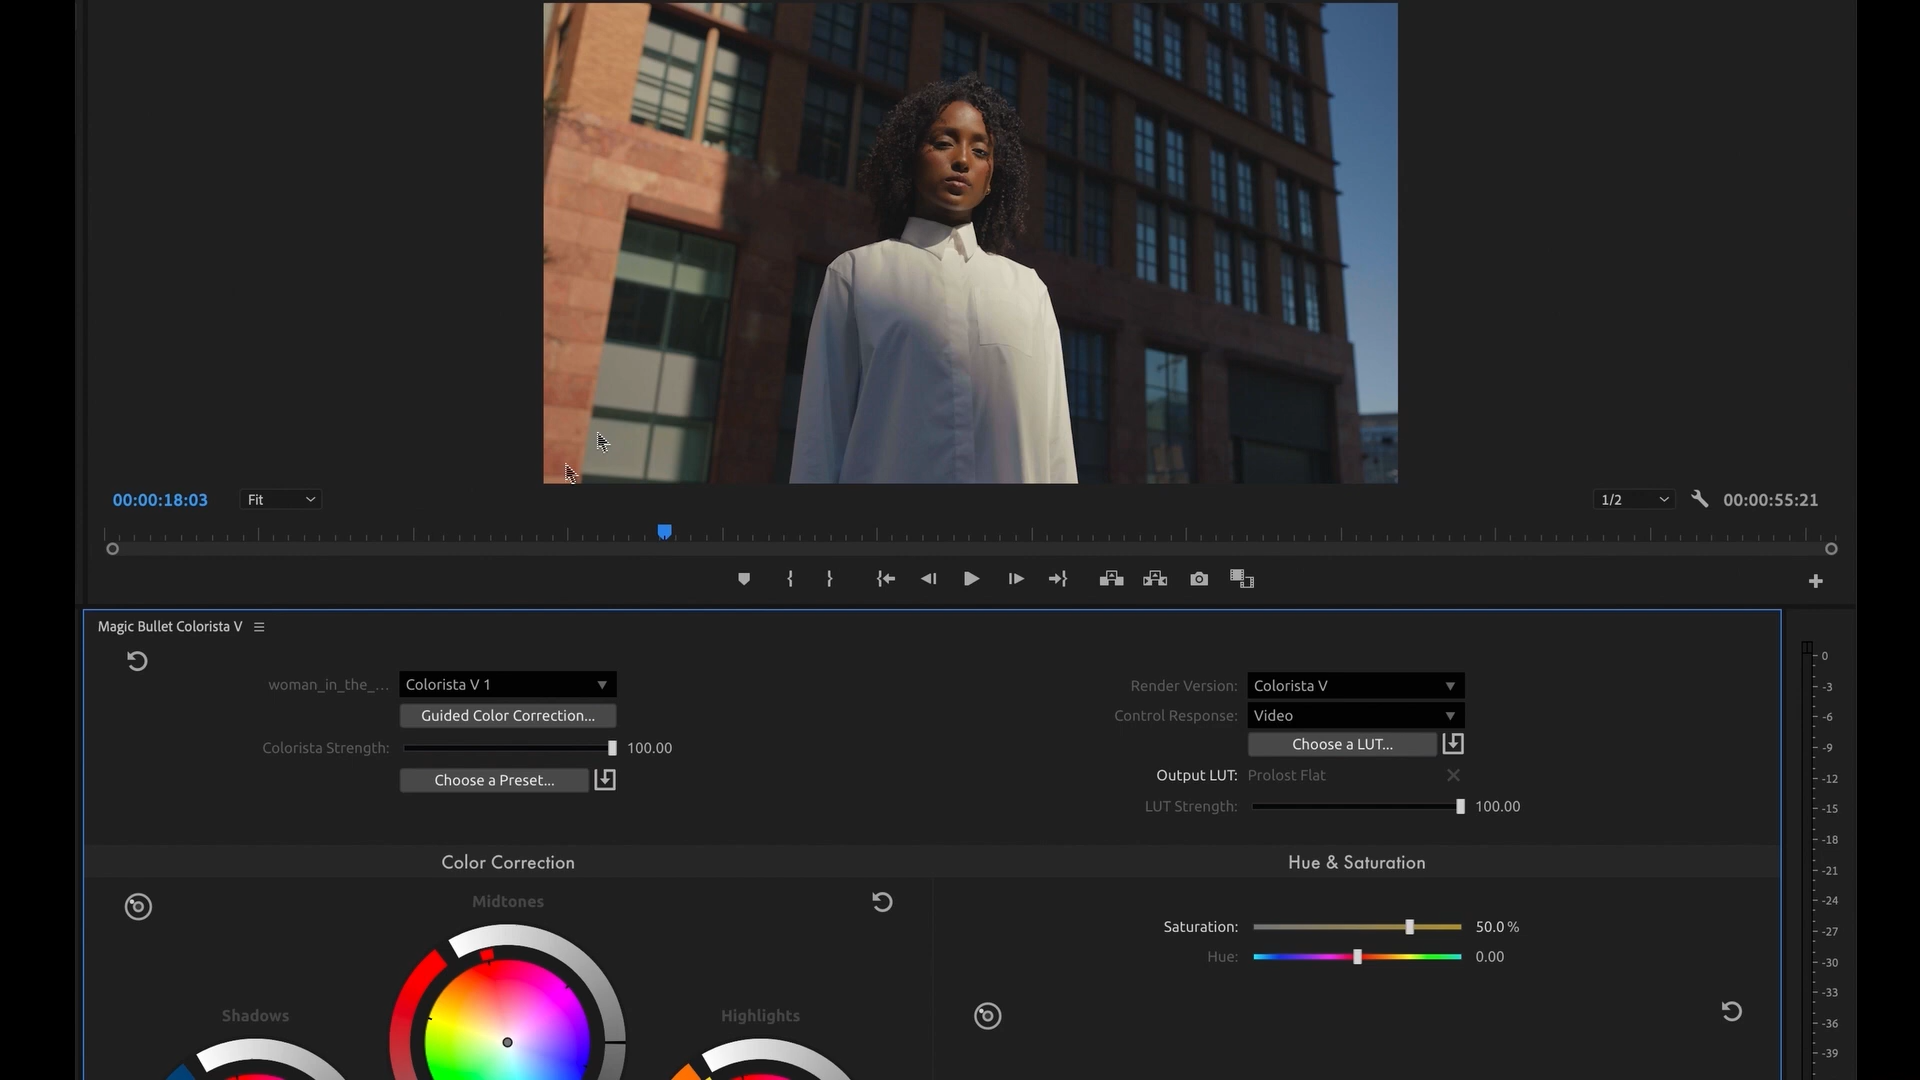 00:00:18:03
Fit
1/2
00:00:55:21
Magic Bullet Colorista V
woman_in_the_...
Colorista V 1
Guided Color Correction...
Colorista Strength:
100.00
Choose a Preset...
Render Version:
Colorista V
Control Response:
Video
Choose a LUT...
Output LUT:
Prolost Flat
LUT Strength:
100.00
0
-3
-6
-9
-12
-15
-18
-21
-24
-27
-30
-33
-36
-39
Color Correction
Midtones
Shadows
Highlights
Hue & Saturation
Saturation:
50.0 %
Hue:
0.00